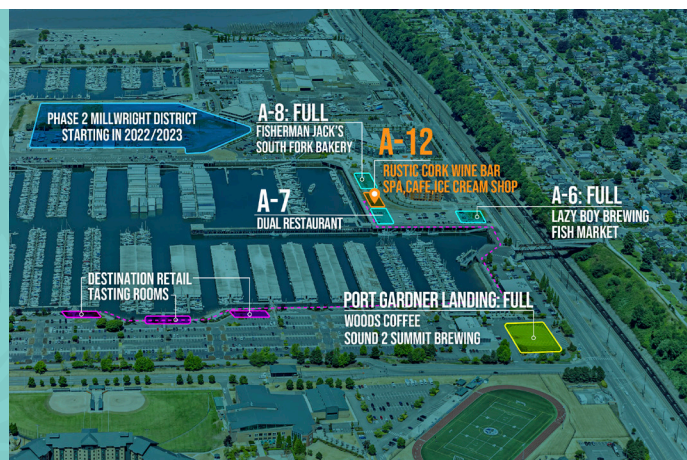 PHASE 2 MILLWRIGHT DISTRICT
STARTING IN 2022/2023
A-8: FULL
FISHERMAN JACK'S
SOUTH FORK BAKERY
A-12
RUSTIC CORK WINE BAR
SPA,CAFE,ICE CREAM SHOP
A-7
DUAL RESTAURANT
A-6: FULL
LAZY BOY BREWING
FISH MARKET
DESTINATION RETAIL
TASTING ROOMS
PORT GARDNER LANDING: FULL
WOODS COFFEE
SOUND 2 SUMMIT BREWING